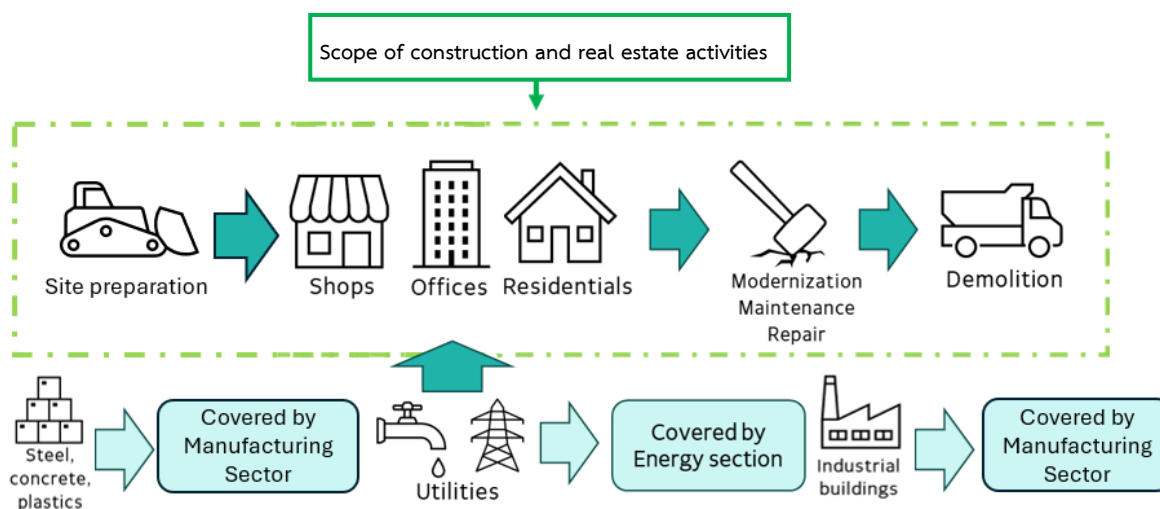 Scope of construction and real estate activities
Site preparation
Shops
Offices
Residentials
Modernization
Maintenance
Repair
Demolition
Steel,
concrete,
plastics
Covered by
Manufacturing
Sector
Utilities
Covered by
Energy section
Industrial
buildings
Covered by
Manufacturing
Sector